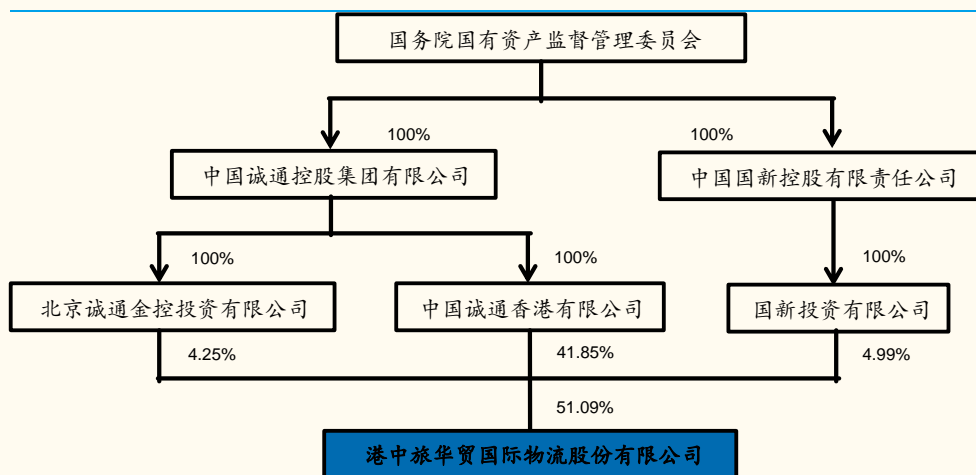 国务院国有资产监督管理委员会
100%
100%
中国诚通控股集团有限公司
中国国新控股有限责任公司
100%
100%
100%
北京诚通金控投资有限公司
中国诚通香港有限公司
国新投资有限公司
4.25%
41.85%
4.99%
51.09%
港中旅华贸国际物流股份有限公司